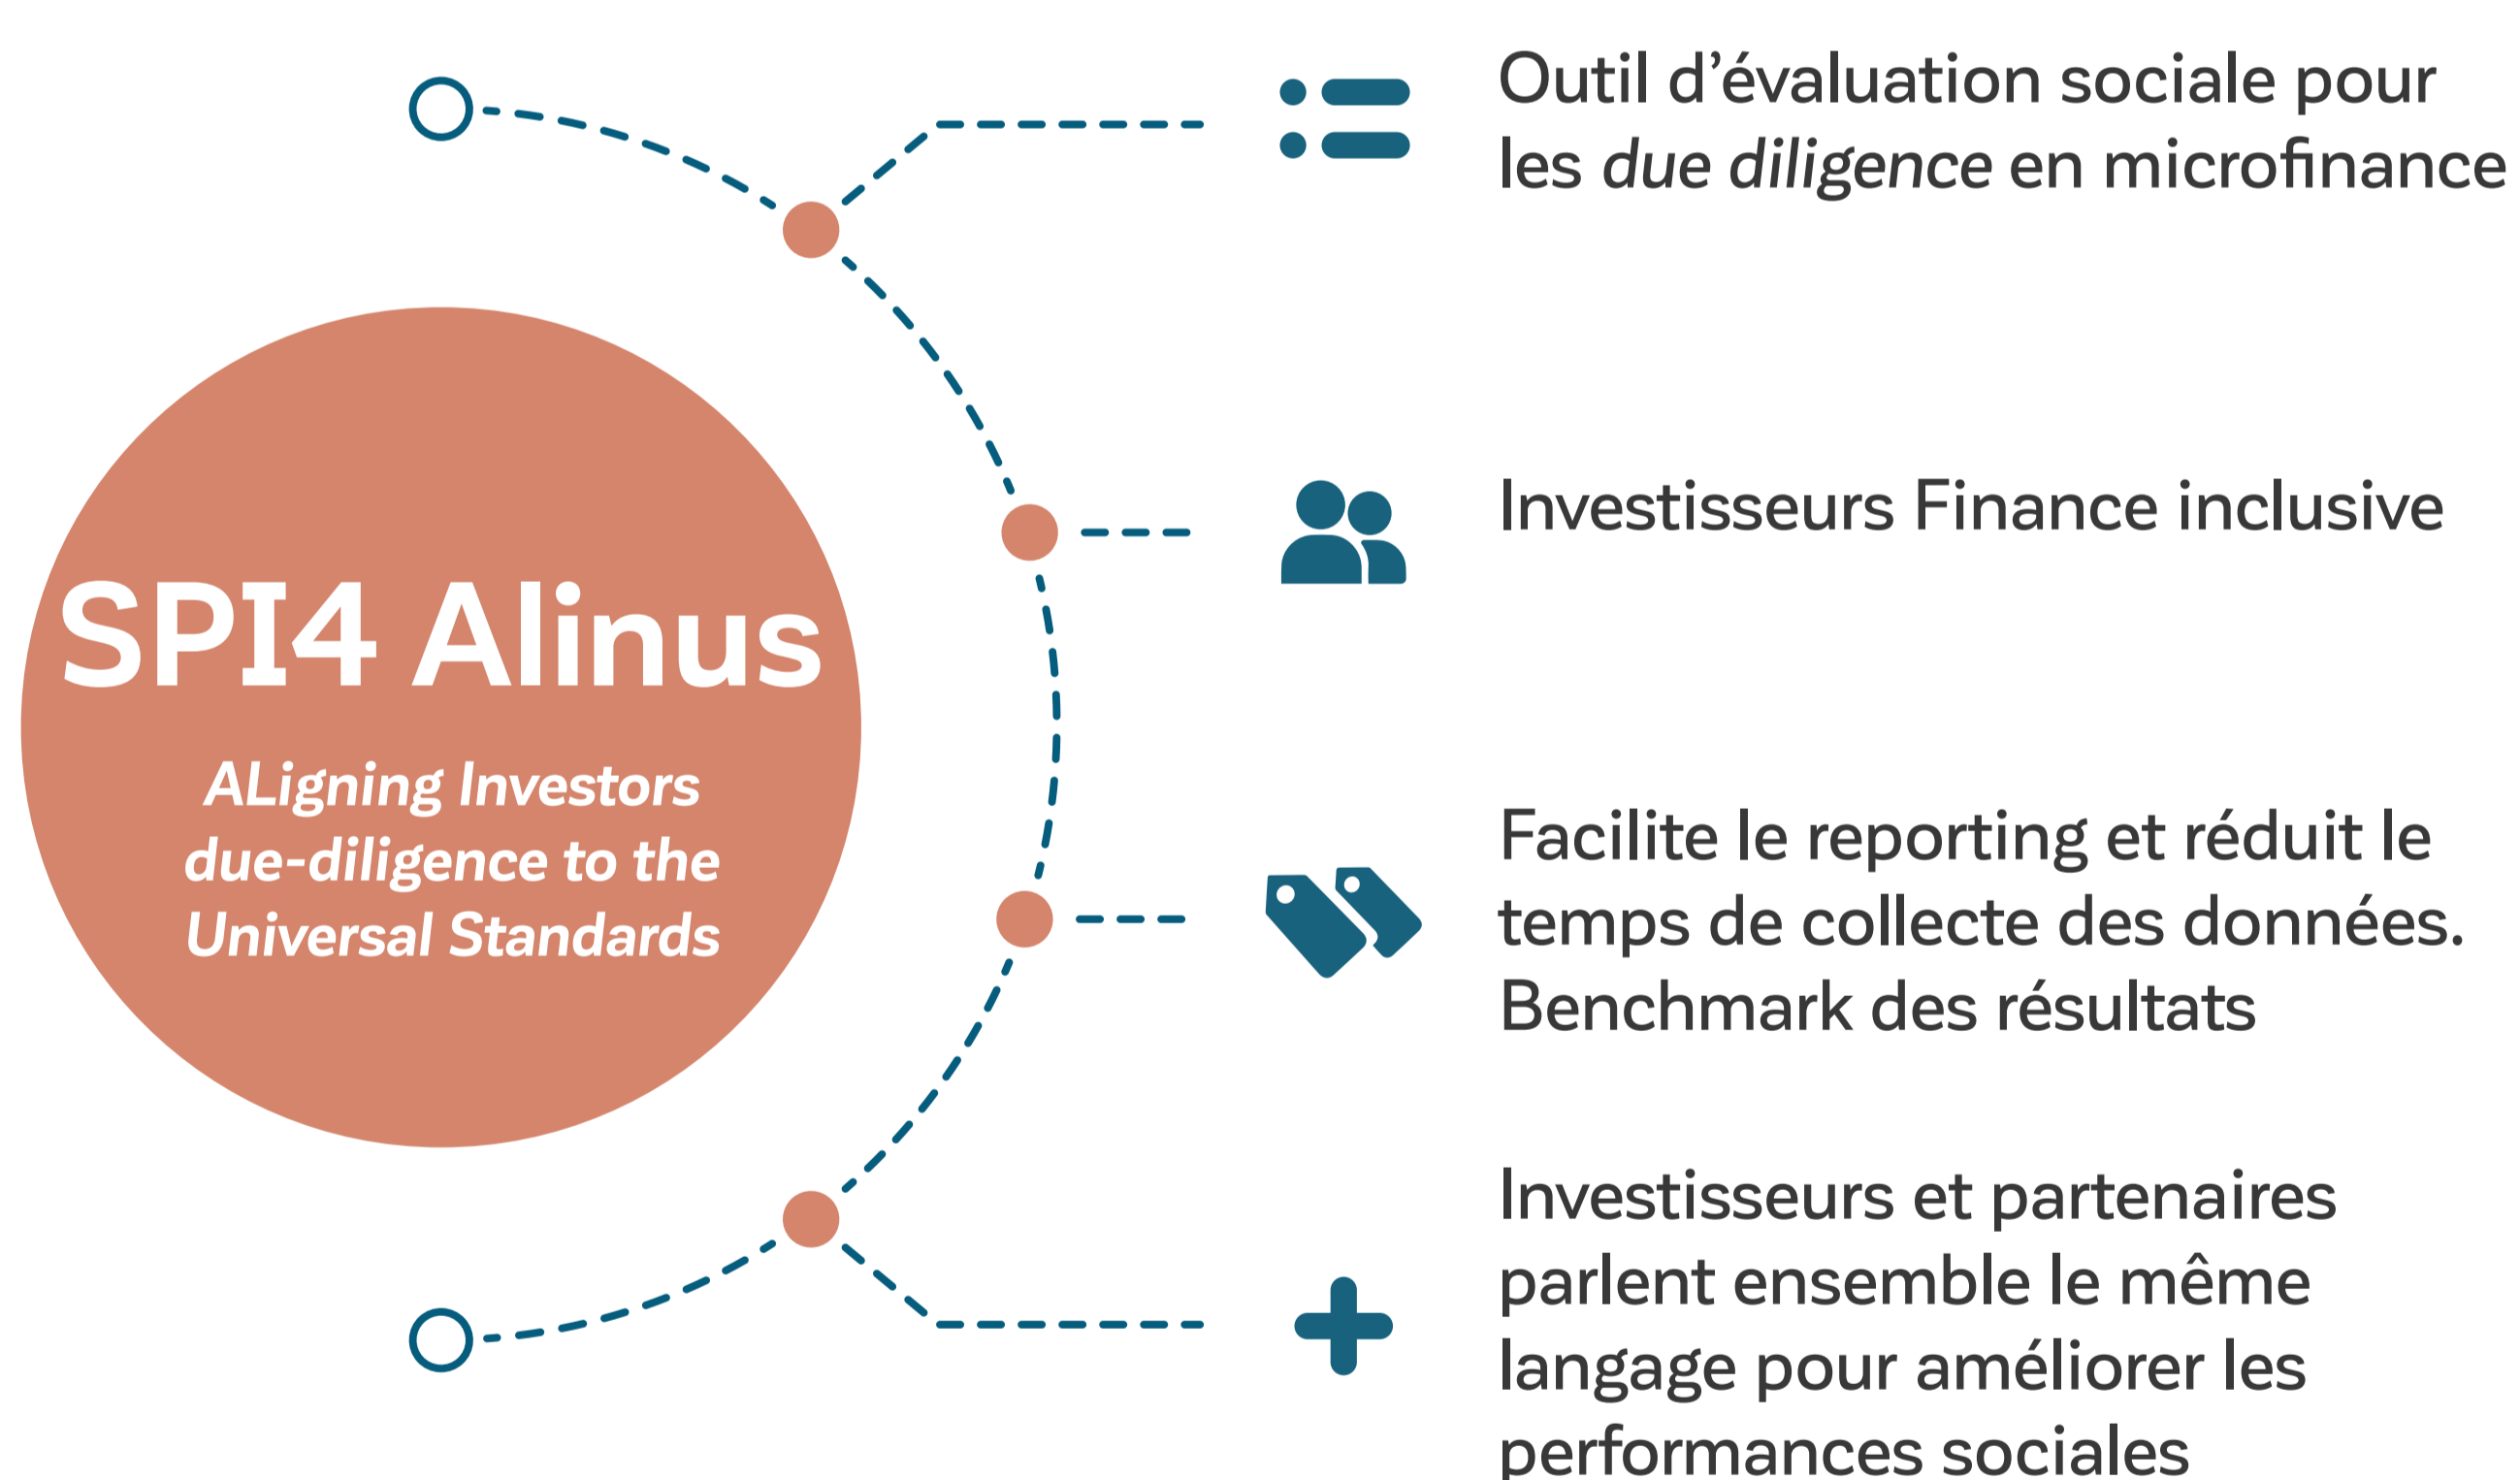 SPI4 Alinus
ALigning Investors
due-diligence to the
Universal Standards
Outil d’évaluation sociale pour
les due diligence en microfinance
Investisseurs Finance inclusive
Facilite le reporting et réduit le
temps de collecte des données.
Benchmark des résultats
Investisseurs et partenaires
parlent ensemble le même
langage pour améliorer les
performances sociales